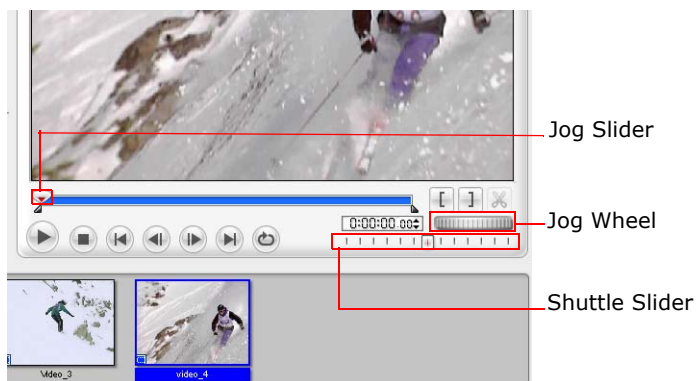 Jog Slider
[ ]
0:00:00.00
Jog Wheel
Shuttle Slider
Video_3
video_4